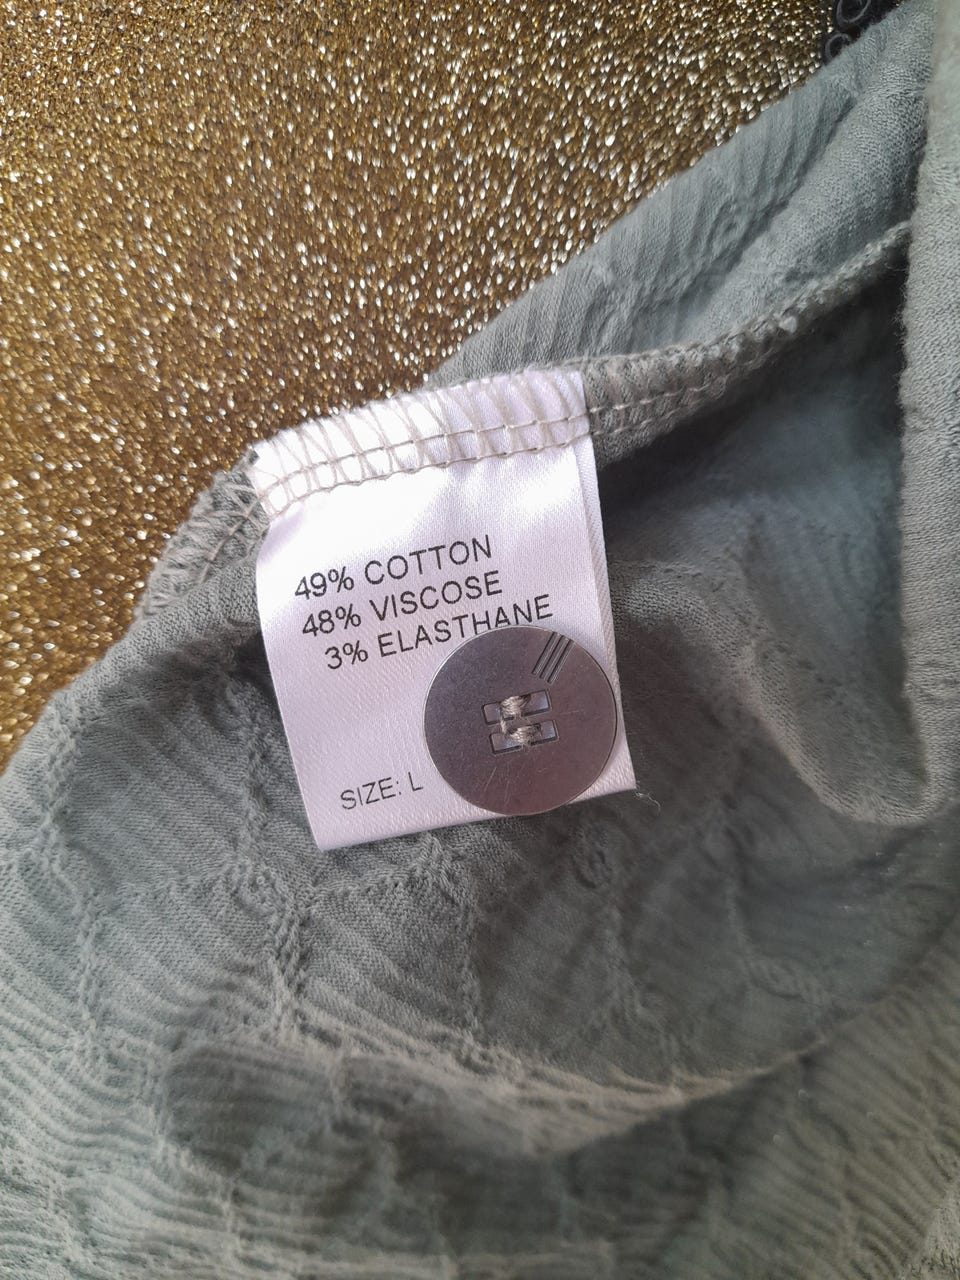 49% COTTON
48% VISCOSE
3% ELASTHANE
SIZE: L